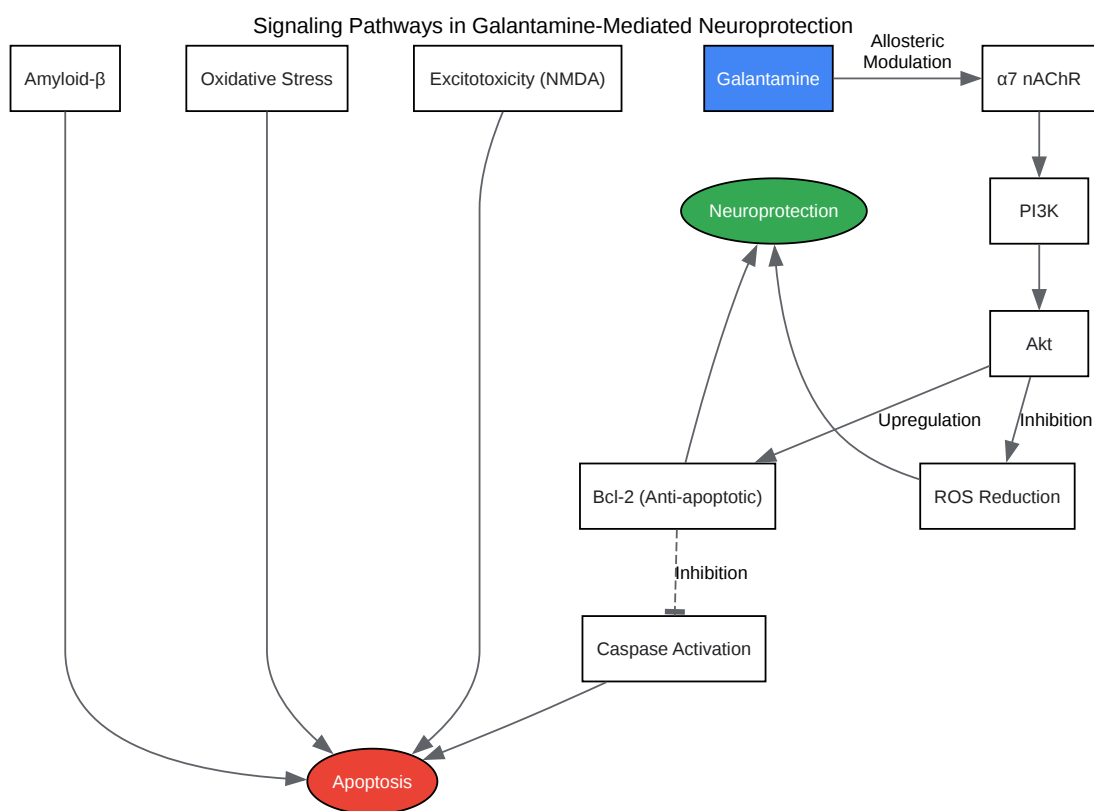 Signaling Pathways in Galantamine-Mediated Neuroprotection
Amyloid-β
Oxidative Stress
Excitotoxicity (NMDA)
Galantamine
Allosteric
Modulation
α7 nAChR
Neuroprotection
PI3K
Akt
Upregulation
Inhibition
Bcl-2 (Anti-apoptotic)
ROS Reduction
Inhibition
Caspase Activation
Apoptosis